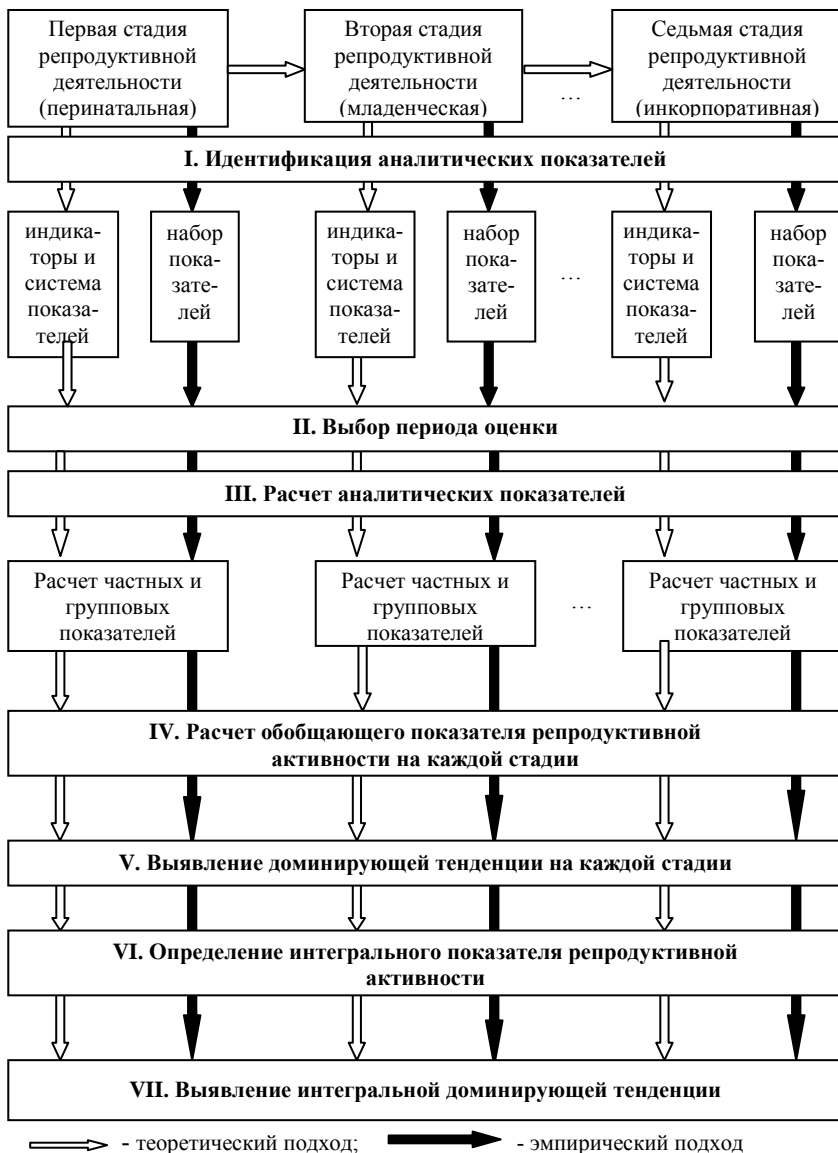 Первая стадия
репродуктивной
деятельности
(перинатальная)
Вторая стадия
репродуктивной
деятельности
(младенческая)
…
Седьмая стадия
репродуктивной
деятельности
(инкорпоративная)
I. Идентификация аналитических показателей
индика-
торы и
система
показа-
телей
набор
пока-
зате-
лей
индика-
торы и
система
показа-
телей
набор
пока-
зате-
лей
…
индика-
торы и
система
показа-
телей
набор
пока-
зате-
лей
II. Выбор периода оценки
III. Расчет аналитических показателей
Расчет частных и
групповых
показателей
Расчет частных и
групповых
показателей
…
Расчет частных и
групповых
показателей
IV. Расчет обобщающего показателя репродуктивной
активности на каждой стадии
V. Выявление доминирующей тенденции на каждой стадии
VI. Определение интегрального показателя репродуктивной
активности
VII. Выявление интегральной доминирующей тенденции
- теоретический подход; - эмпирический подход